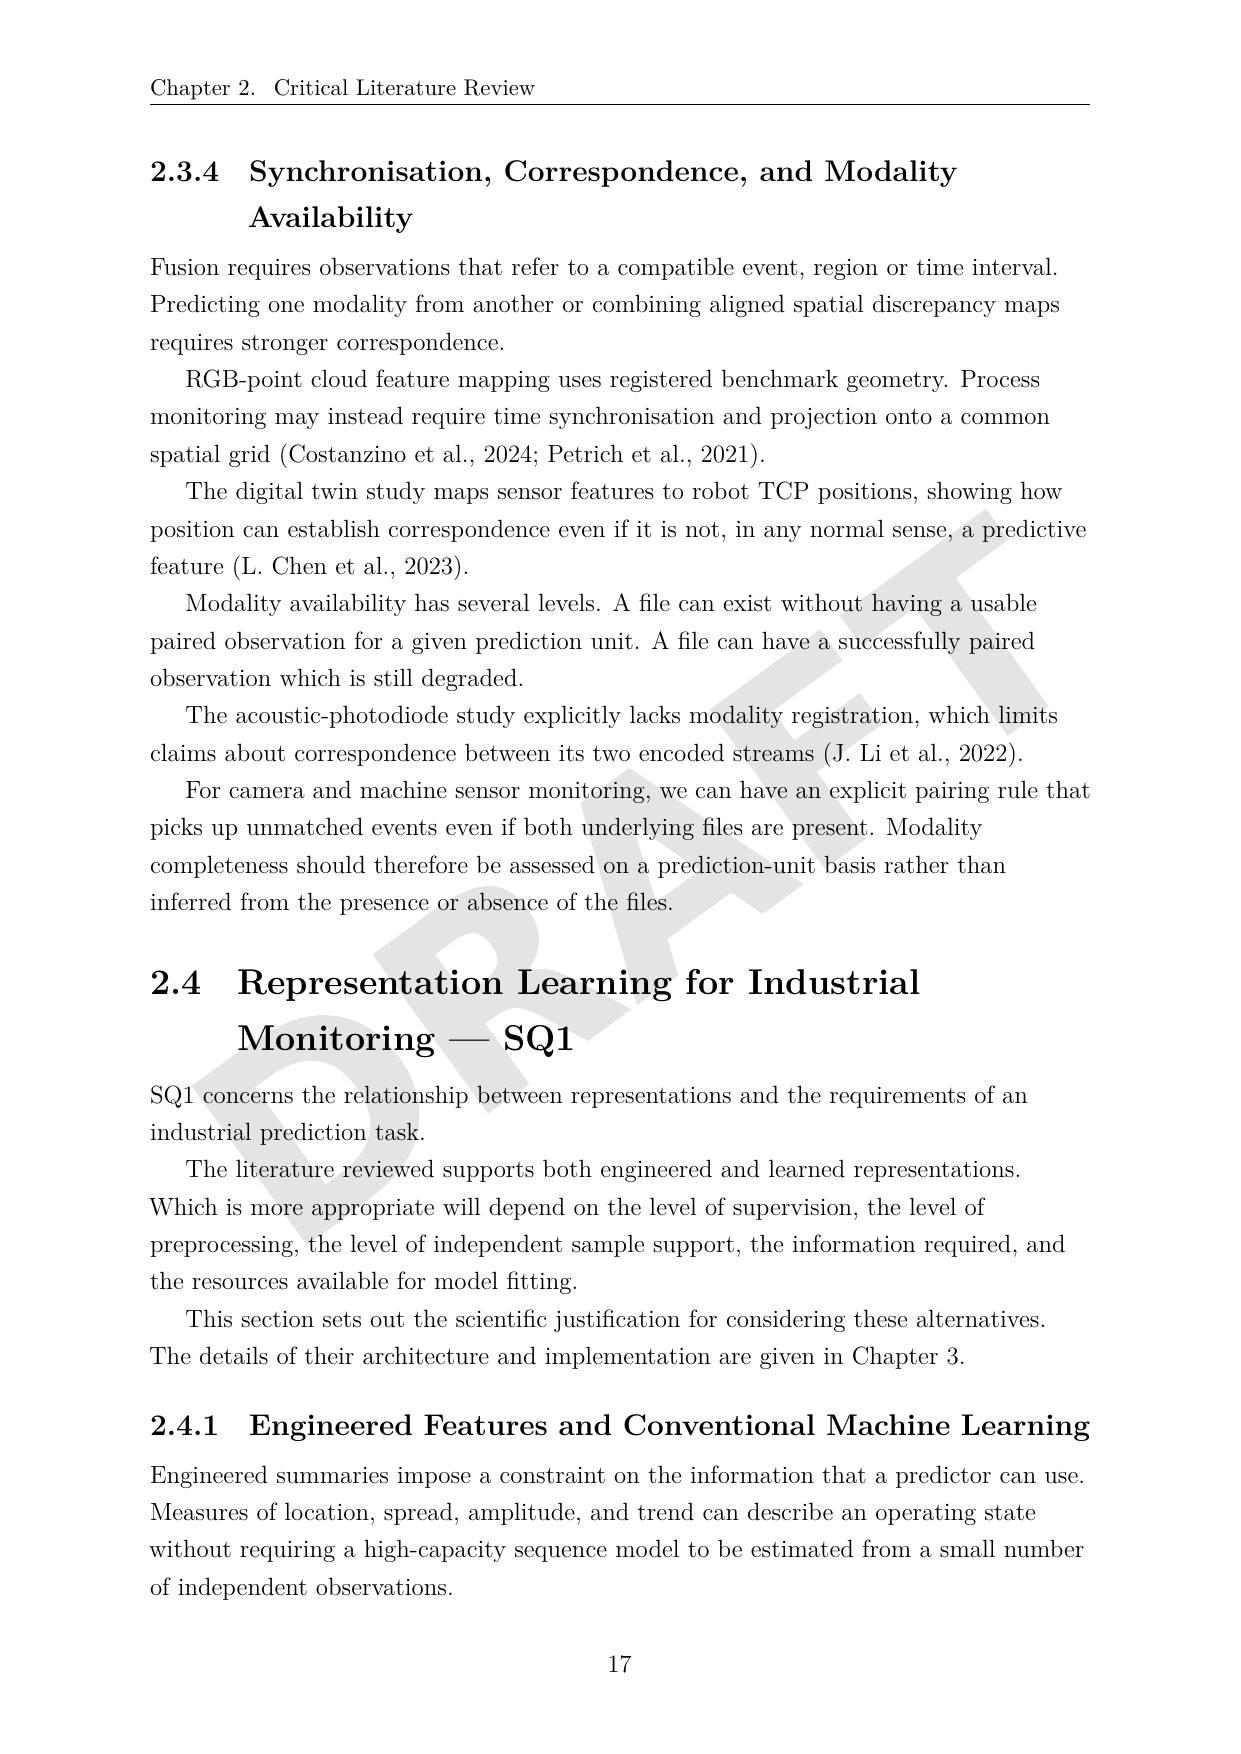 Chapter 2. Critical Literature Review
2.3.4 Synchronisation, Correspondence, and Modality
Availability
Fusion requires observations that refer to a compatible event, region or time interval.
Predicting one modality from another or combining aligned spatial discrepancy maps
requires stronger correspondence.
RGB-point cloud feature mapping uses registered benchmark geometry. Process
monitoring may instead require time synchronisation and projection onto a common
spatial grid (Costanzino et al., 2024; Petrich et al., 2021).
The digital twin study maps sensor features to robot TCP positions, showing how
position can establish correspondence even if it is not, in any normal sense, a predictive
feature (L. Chen et al., 2023).
Modality availability has several levels. A file can exist without having a usable
paired observation for a given prediction unit. A file can have a successfully paired
observation which is still degraded.
The acoustic-photodiode study explicitly lacks modality registration, which limits
claims about correspondence between its two encoded streams (J. Li et al., 2022).
For camera and machine sensor monitoring, we can have an explicit pairing rule that
picks up unmatched events even if both underlying files are present. Modality
completeness should therefore be assessed on a prediction-unit basis rather than
inferred from the presence or absence of the files.
2.4 Representation Learning for Industrial
Monitoring — SQ1
SQ1 concerns the relationship between representations and the requirements of an
industrial prediction task.
The literature reviewed supports both engineered and learned representations.
Which is more appropriate will depend on the level of supervision, the level of
preprocessing, the level of independent sample support, the information required, and
the resources available for model fitting.
This section sets out the scientific justification for considering these alternatives.
The details of their architecture and implementation are given in Chapter 3.
2.4.1 Engineered Features and Conventional Machine Learning
Engineered summaries impose a constraint on the information that a predictor can use.
Measures of location, spread, amplitude, and trend can describe an operating state
without requiring a high-capacity sequence model to be estimated from a small number
of independent observations.
17
DRAFT